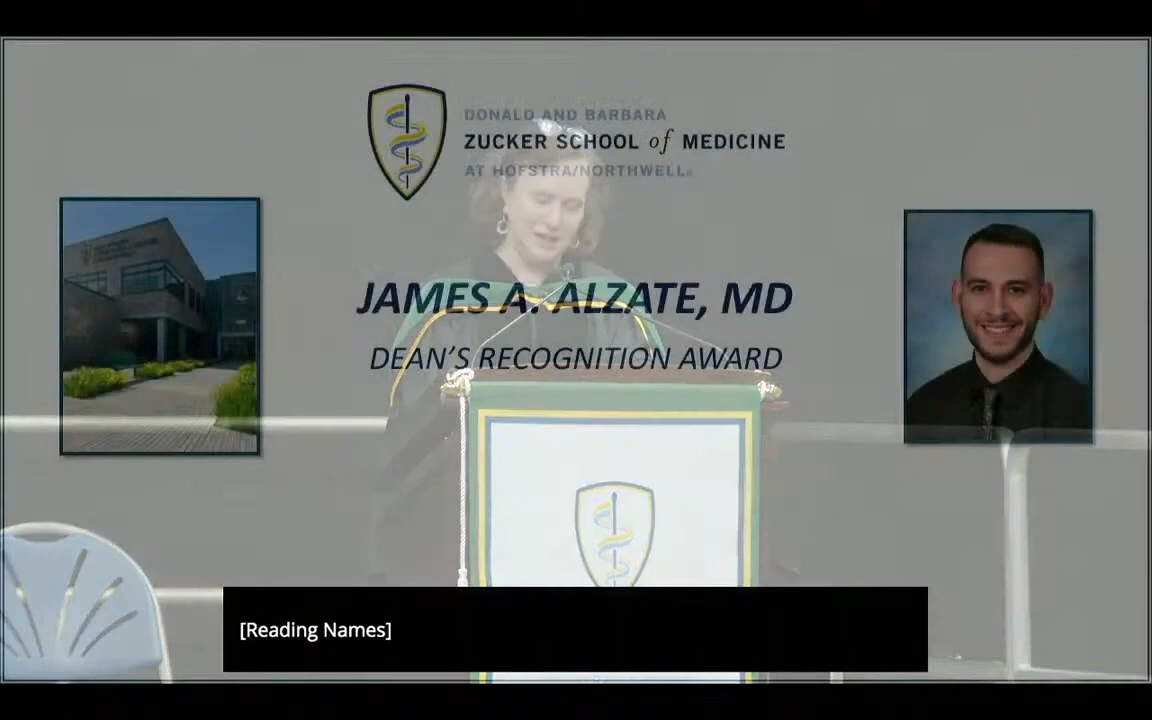 DONALD AND BARBARA
ZUCKER SCHOOL of MEDICINE
AT HOFSTRA/NORTHWELL
JAMES A. ALZATE, MD
DEAN'S RECOGNITION AWARD
[Reading Names]